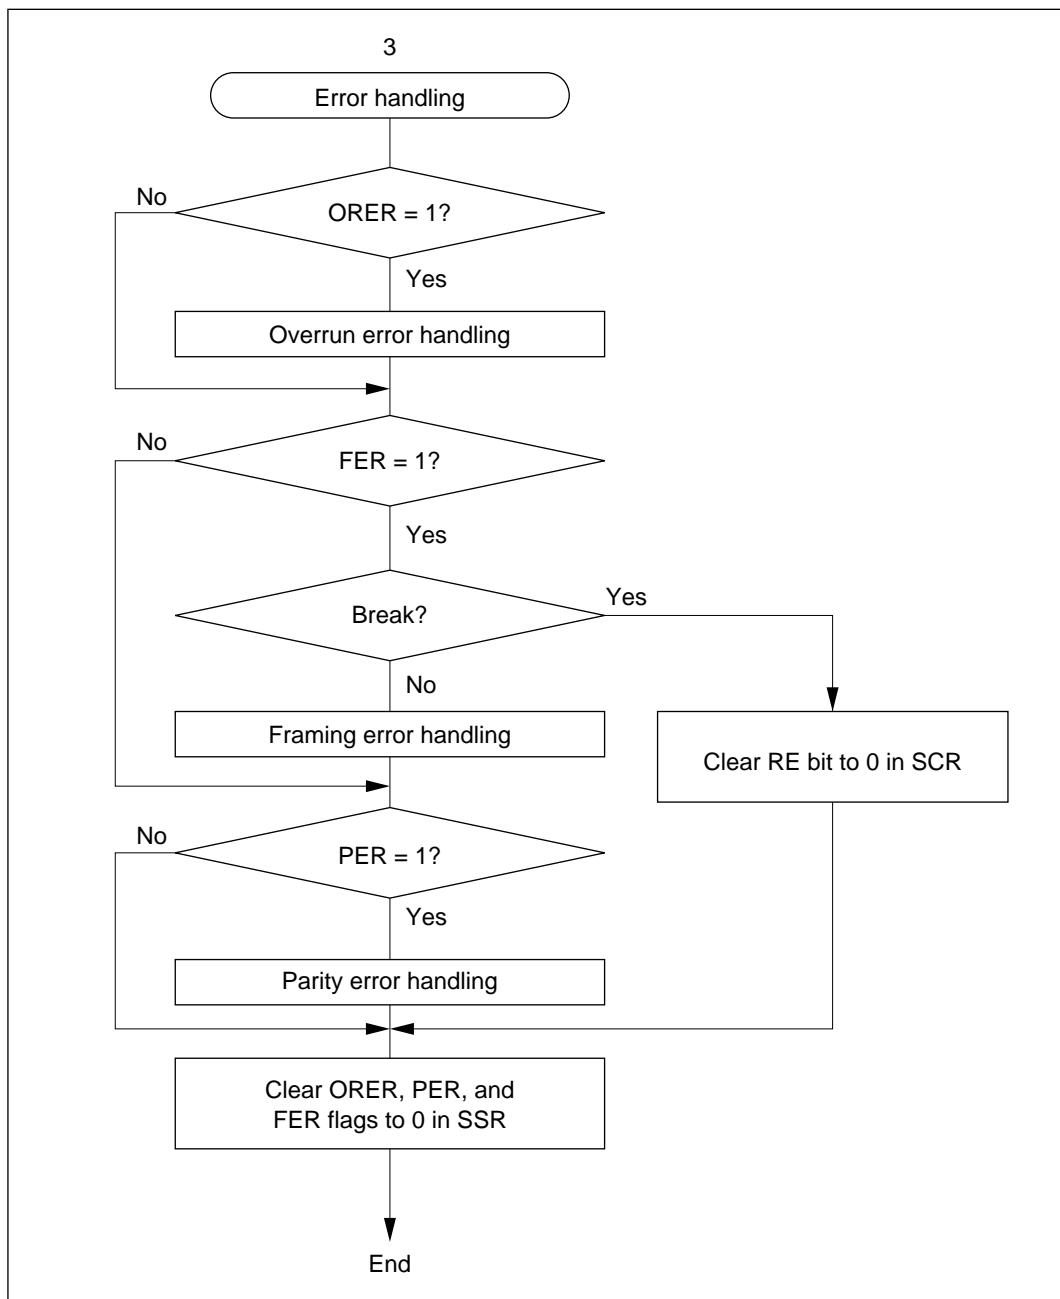 3
Error handling
No
ORER = 1?
Yes
Overrun error handling
No
FER = 1?
Yes
Break?
Yes
No
Framing error handling
Clear RE bit to 0 in SCR
No
PER = 1?
Yes
Parity error handling
Clear ORER, PER, and
FER flags to 0 in SSR
End